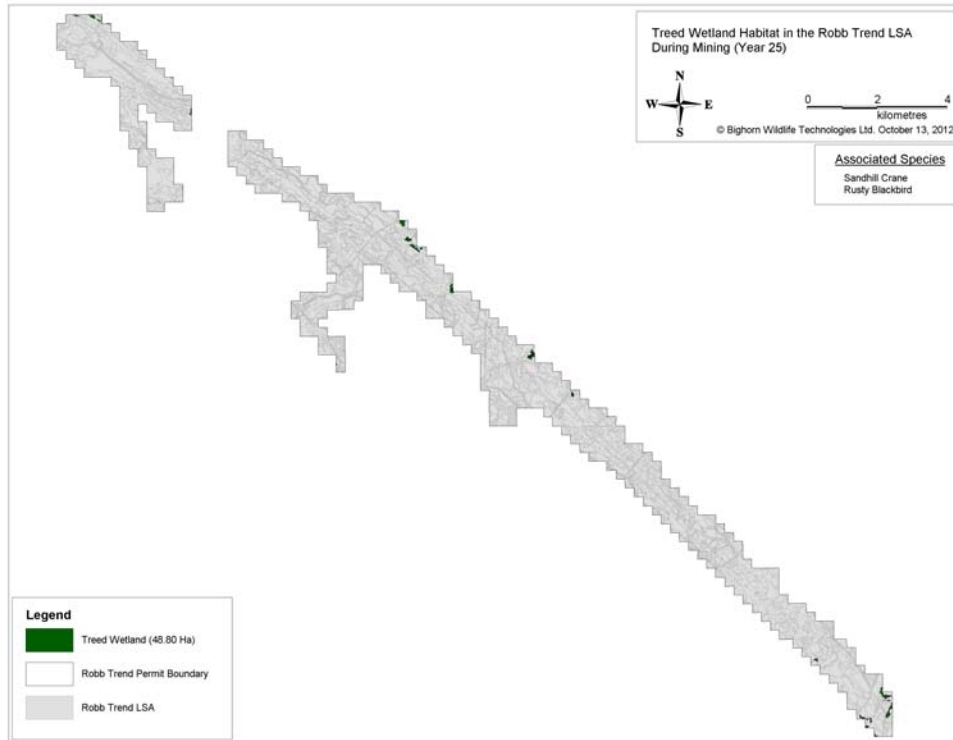 Treed Wetland Habitat in the Robb Trend LSA
During Mining (Year 25)
N
W E
S
0 2 4
kilometres
© Bighorn Wildlife Technologies Ltd. October 13, 2012
Associated Species
Sandhill Crane
Rusty Blackbird
Legend
Treed Wetland (48.80 Ha)
Robb Trend Permit Boundary
Robb Trend LSA